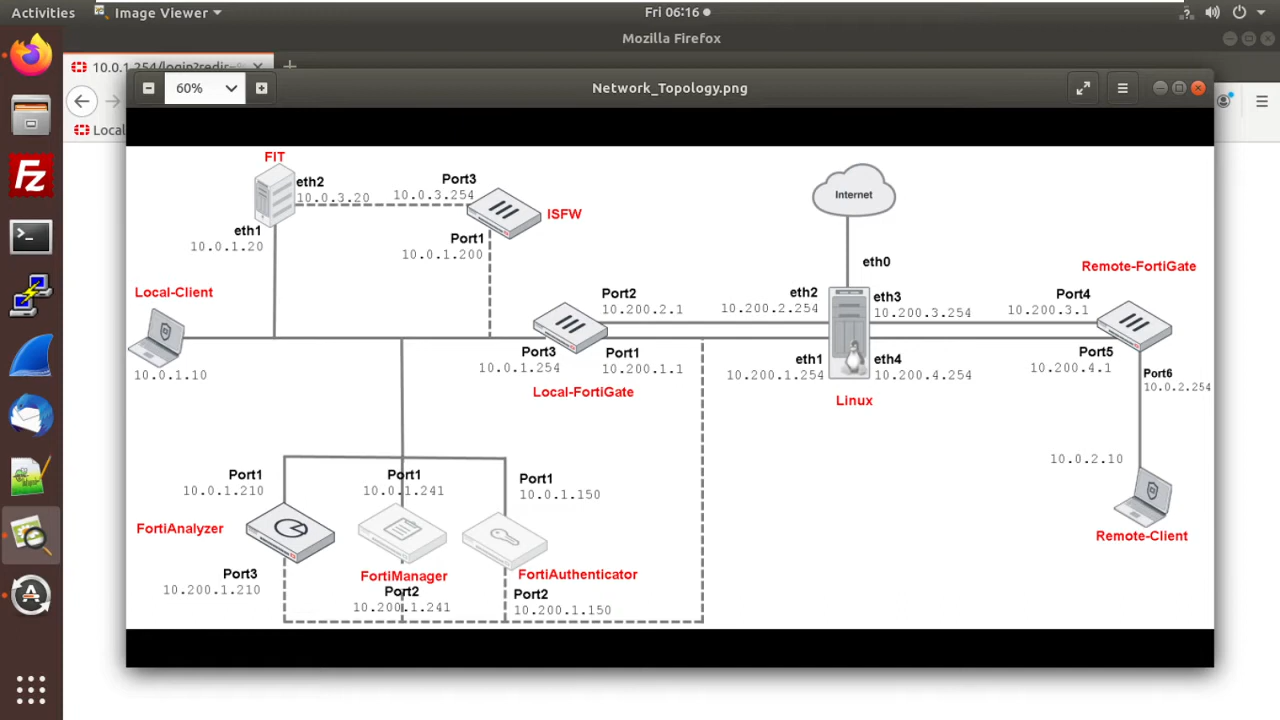 Activities
Image Viewer
Fri 06:16
Mozilla Firefox
Network_Topology.png
60%
Local
FIT
eth2
10.0.3.20
Port3
10.0.3.254
ISFW
eth1
10.0.1.20
Port1
10.0.1.200
Internet
eth0
Local-Client
10.0.1.10
Port2
10.200.2.1
eth2
10.200.2.254
eth3
10.200.3.254
Remote-FortiGate
Port4
10.200.3.1
Port3
10.0.1.254
Port1
10.200.1.1
Local-FortiGate
eth1
10.200.1.254
eth4
10.200.4.254
Linux
Port5
10.200.4.1
Port6
10.0.2.254
10.0.2.10
Remote-Client
Port1
10.0.1.210
FortiAnalyzer
Port3
10.200.1.210
Port1
10.0.1.241
FortiManager
Port2
10.200.1.241
Port1
10.0.1.150
FortiAuthenticator
Port2
10.200.1.150